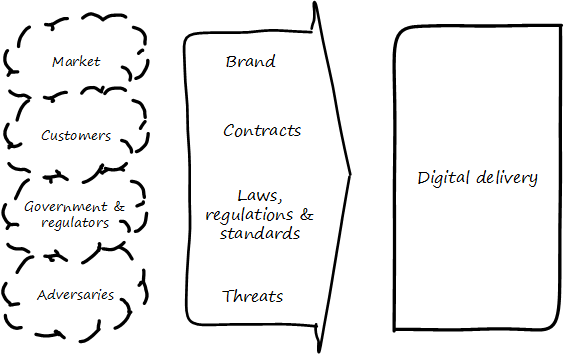 Market
Brand
Customers
Contracts
Digital delivery
Government &
regulators
Laws,
regulations &
standards
Adversaries
Threats